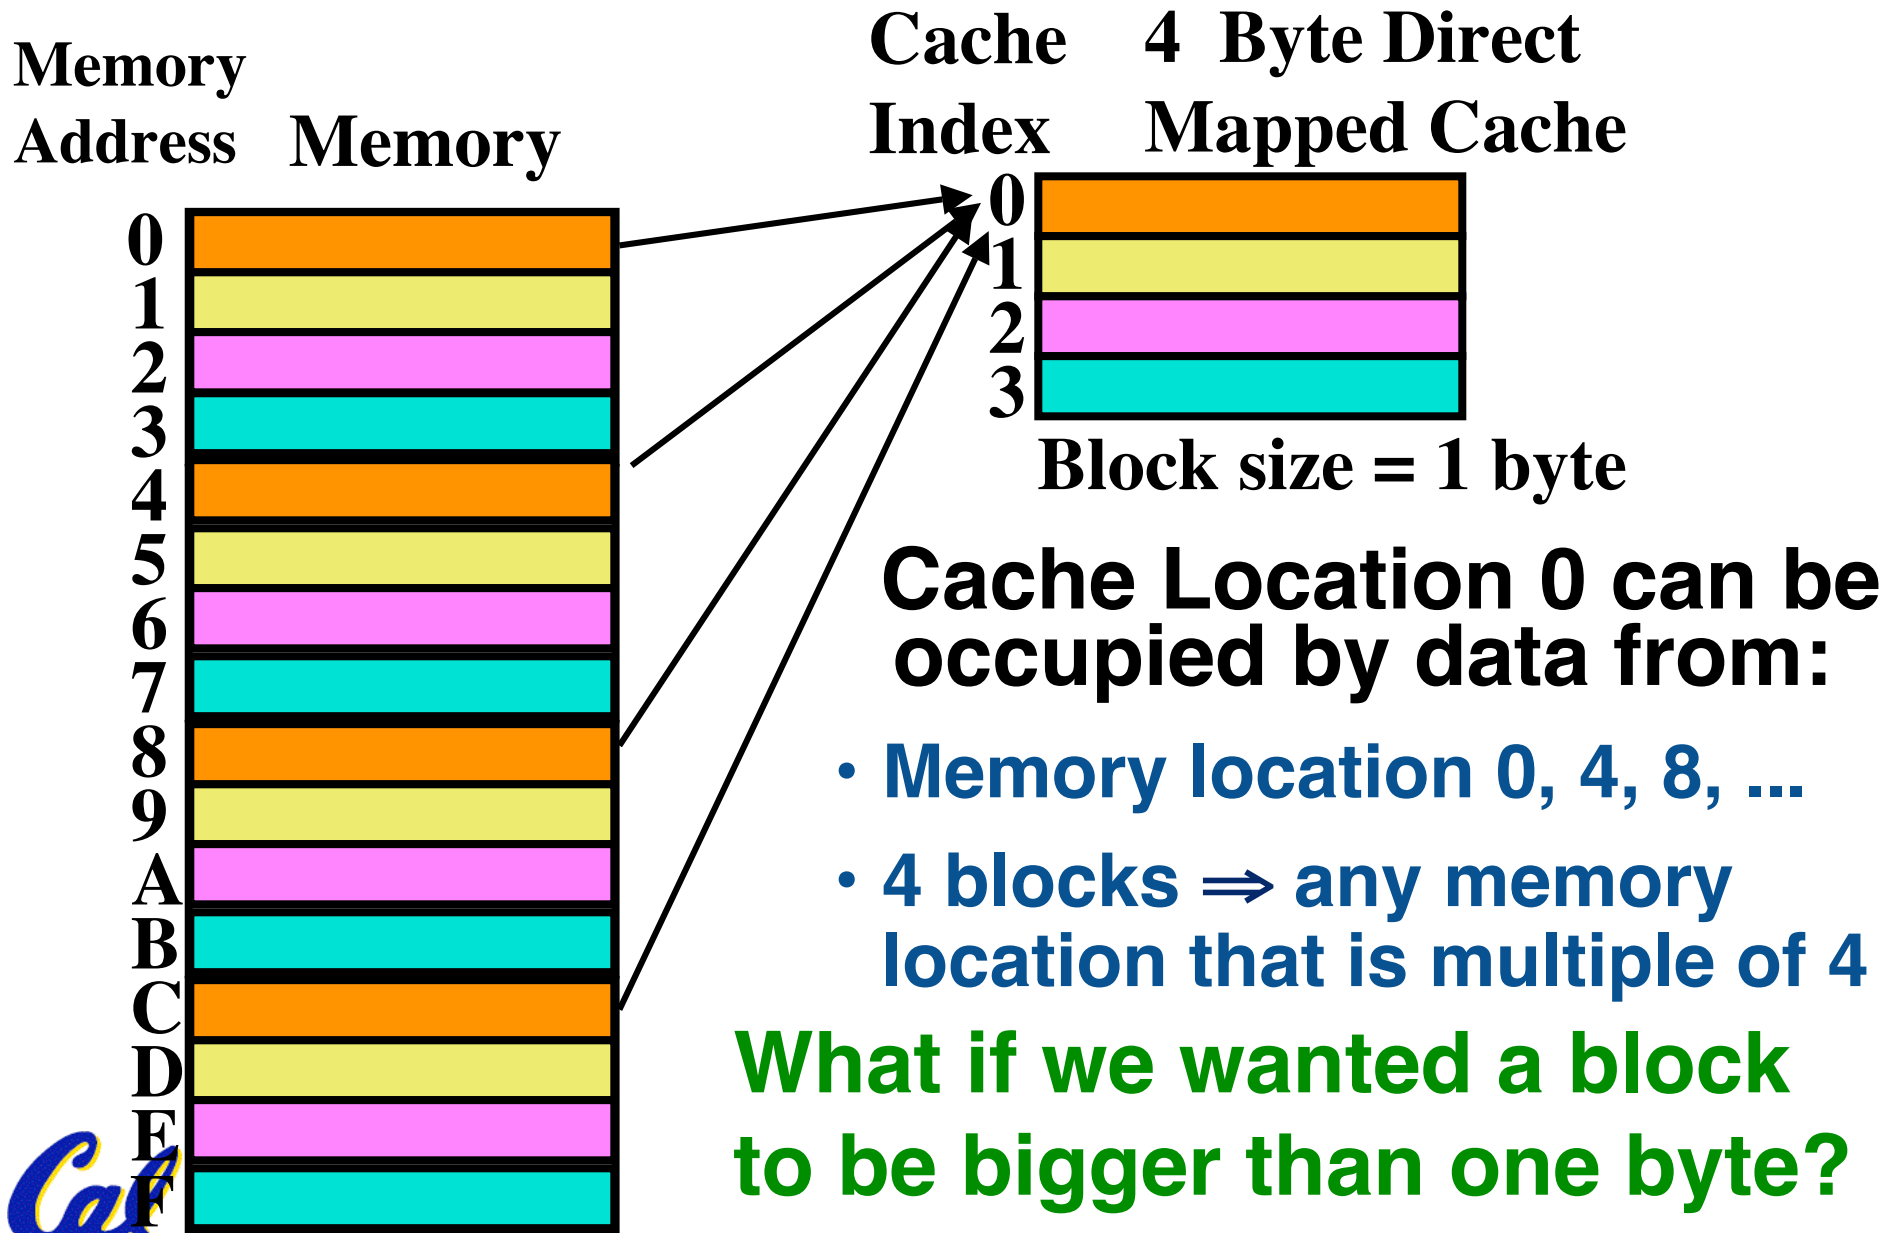 Memory
Address
Memory
Cache
Index
4 Byte Direct
Mapped Cache
0
1
2
3
4
5
6
7
8
9
A
B
C
D
E
F
0
1
2
3
Block size = 1 byte
Cache Location 0 can be
occupied by data from:
• Memory location 0, 4, 8, ...
• 4 blocks ⇒ any memory
location that is multiple of 4
What if we wanted a block
to be bigger than one byte?
Cal